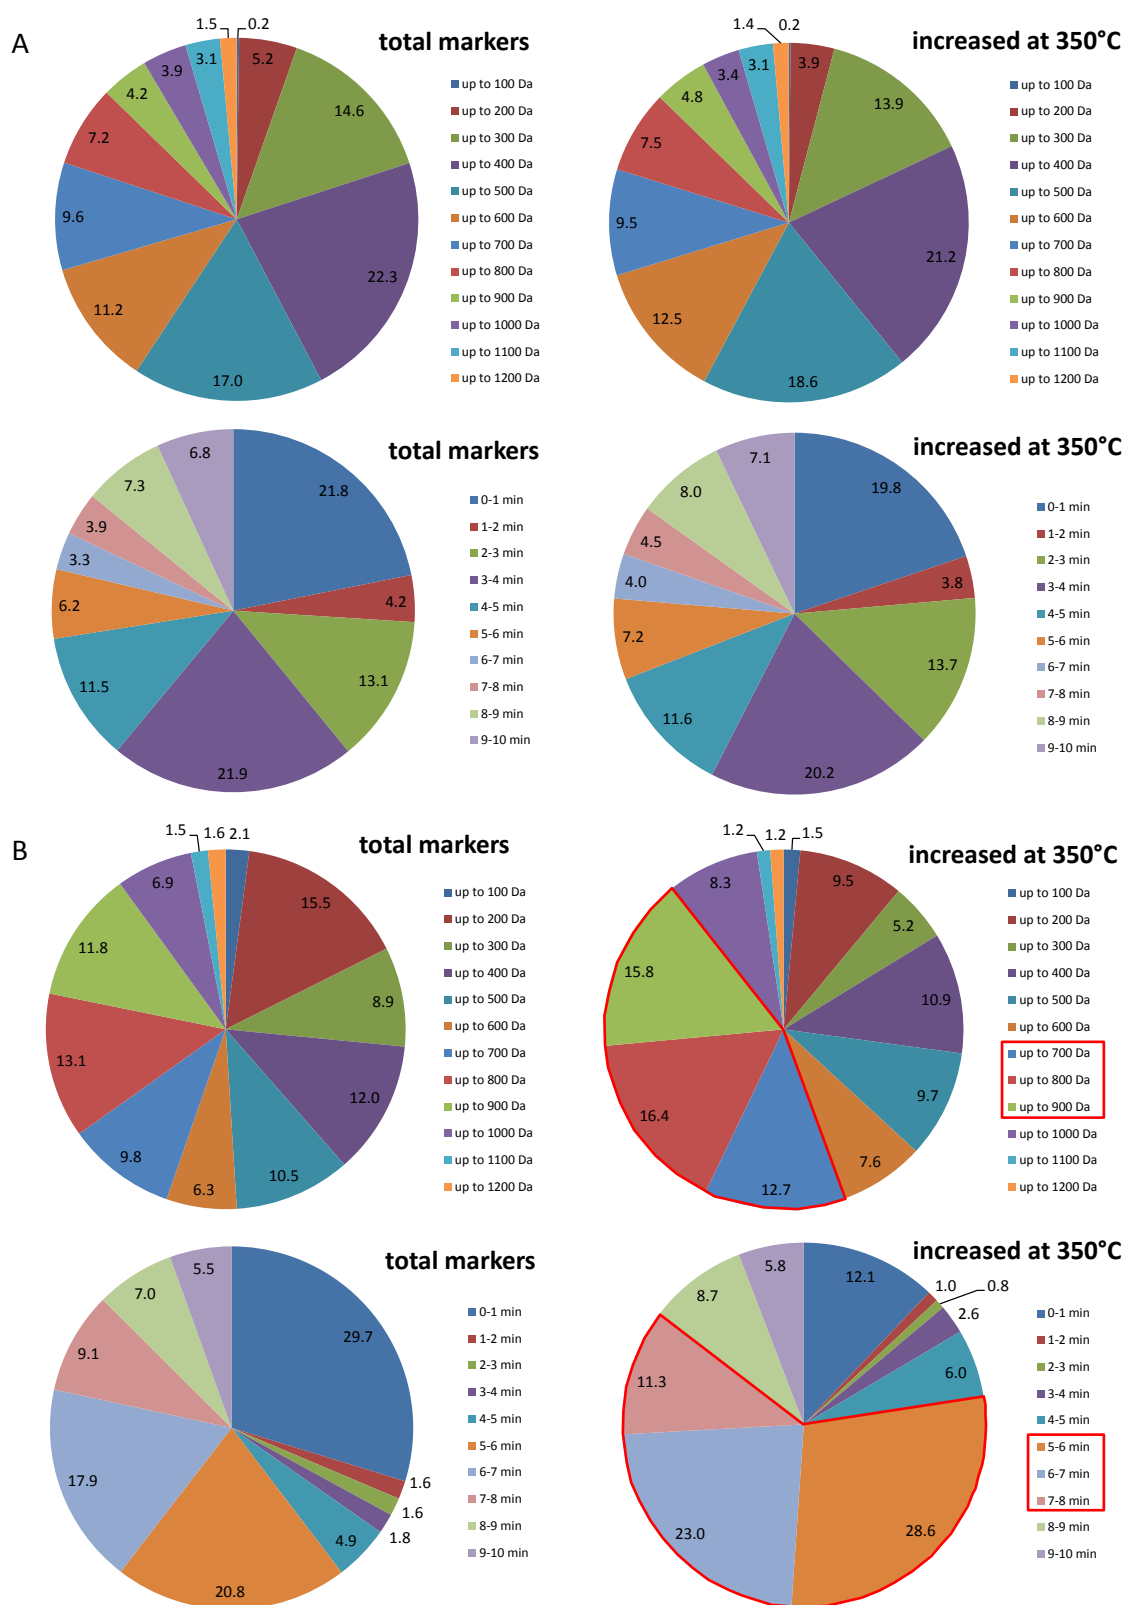 A
total markers
1.5
0.2
5.2
14.6
22.3
17.0
11.2
9.6
7.2
4.2
3.9
3.1
up to 100 Da
up to 200 Da
up to 300 Da
up to 400 Da
up to 500 Da
up to 600 Da
up to 700 Da
up to 800 Da
up to 900 Da
up to 1000 Da
up to 1100 Da
up to 1200 Da
increased at 350°C
1.4
0.2
3.9
13.9
21.2
18.6
12.5
9.5
7.5
4.8
3.4
3.1
up to 100 Da
up to 200 Da
up to 300 Da
up to 400 Da
up to 500 Da
up to 600 Da
up to 700 Da
up to 800 Da
up to 900 Da
up to 1000 Da
up to 1100 Da
up to 1200 Da
total markers
21.8
4.2
13.1
21.9
11.5
6.2
3.3
3.9
7.3
6.8
0-1 min
1-2 min
2-3 min
3-4 min
4-5 min
5-6 min
6-7 min
7-8 min
8-9 min
9-10 min
increased at 350°C
19.8
3.8
13.7
20.2
11.6
7.2
4.0
4.5
8.0
7.1
0-1 min
1-2 min
2-3 min
3-4 min
4-5 min
5-6 min
6-7 min
7-8 min
8-9 min
9-10 min
B
total markers
1.5
1.6
2.1
15.5
8.9
12.0
10.5
6.3
9.8
13.1
11.8
6.9
up to 100 Da
up to 200 Da
up to 300 Da
up to 400 Da
up to 500 Da
up to 600 Da
up to 700 Da
up to 800 Da
up to 900 Da
up to 1000 Da
up to 1100 Da
up to 1200 Da
increased at 350°C
1.2
1.2
1.5
9.5
5.2
10.9
9.7
7.6
12.7
16.4
15.8
8.3
up to 100 Da
up to 200 Da
up to 300 Da
up to 400 Da
up to 500 Da
up to 600 Da
up to 700 Da
up to 800 Da
up to 900 Da
up to 1000 Da
up to 1100 Da
up to 1200 Da
total markers
29.7
1.6
1.6
1.8
4.9
20.8
17.9
9.1
7.0
5.5
0-1 min
1-2 min
2-3 min
3-4 min
4-5 min
5-6 min
6-7 min
7-8 min
8-9 min
9-10 min
increased at 350°C
12.1
1.0
0.8
2.6
6.0
28.6
23.0
11.3
8.7
5.8
0-1 min
1-2 min
2-3 min
3-4 min
4-5 min
5-6 min
6-7 min
7-8 min
8-9 min
9-10 min